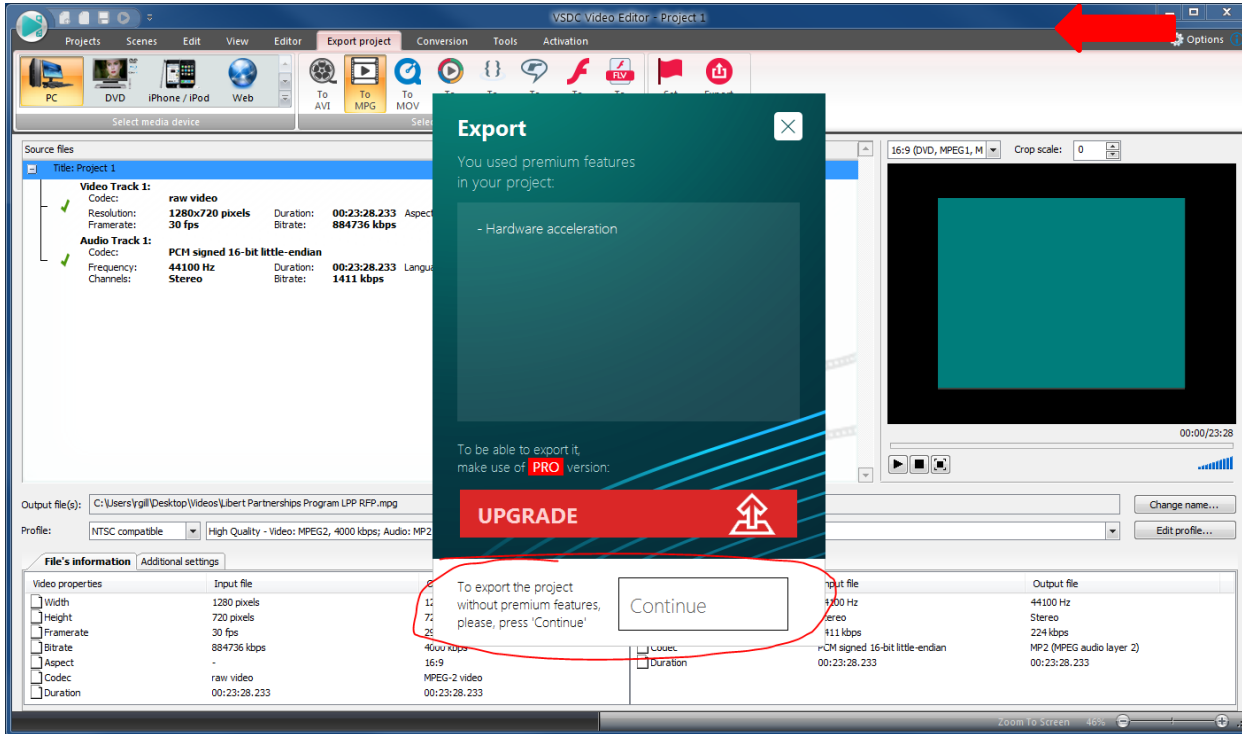 VSDC Video Editor - Project 1
Projects Scenes Edit View Editor Export project Conversion Tools Activation
Options
PC DVD iPhone / iPod Web
To AVI
To MPG
To MOV
Select media device
Source files
Title: Project 1
Video Track 1:
Codec: raw video
Resolution: 1280x720 pixels Duration: 00:23:28.233
Framerate: 30 fps Bitrate: 884736 kbps
Audio Track 1:
Codec: PCM signed 16-bit little-endian
Frequency: 44100 Hz Duration: 00:23:28.233
Channels: Stereo Bitrate: 1411 kbps
Export
You used premium features
in your project:
- Hardware acceleration
To be able to export it,
make use of PRO version:
UPGRADE
To export the project
without premium features,
please, press 'Continue'
Continue
16:9 (DVD, MPEG1, M Crop scale: 0
00:00/23:28
Output file(s): C:\Users\rgill\Desktop\Videos\Libert Partnerships Program LPP RFP.mpg
Change name...
Profile: NTSC compatible High Quality - Video: MPEG2, 4000 kbps; Audio: MP2
Edit profile...
File's information Additional settings
Video properties Input file
Width 1280 pixels
Height 720 pixels
Framerate 30 fps
Bitrate 884736 kbps 4000 kbps
Aspect - 16:9
Codec raw video MPEG-2 video
Duration 00:23:28.233 00:23:28.233
Output file
44100 Hz
Stereo Stereo
1411 kbps 224 kbps
Codec PCM signed 16-bit little-endian MP2 (MPEG audio layer 2)
Duration 00:23:28.233 00:23:28.233
Zoom To Screen 46%